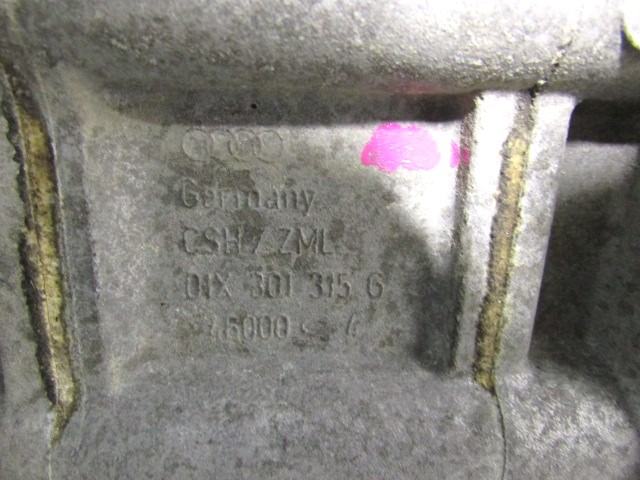 Germany
CSH / ZML
01X 301 315 G